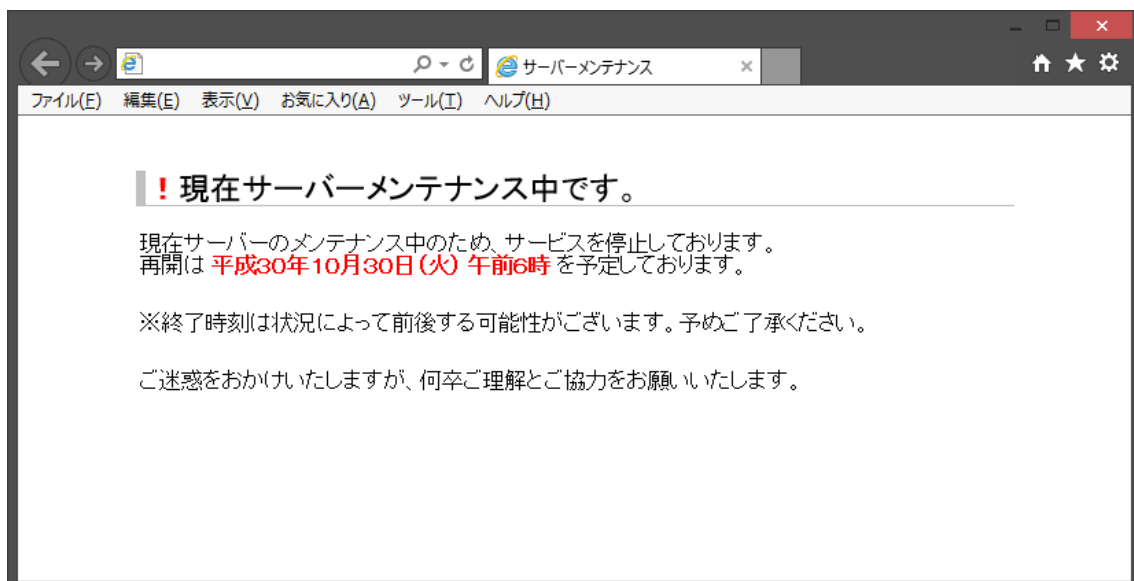 サーバーメンテナンス
ファイル(F) 編集(E) 表示(V) お気に入り(A) ツール(T) ヘルプ(H)
!現在サーバーメンテナンス中です。
現在サーバーのメンテナンス中のため、サービスを停止しております。
再開は 平成30年10月30日(火) 午前6時 を予定しております。
※終了時刻は状況によって前後する可能性がございます。予めご了承ください。
ご迷惑をおかけいたしますが、何卒ご理解とご協力をお願いいたします。